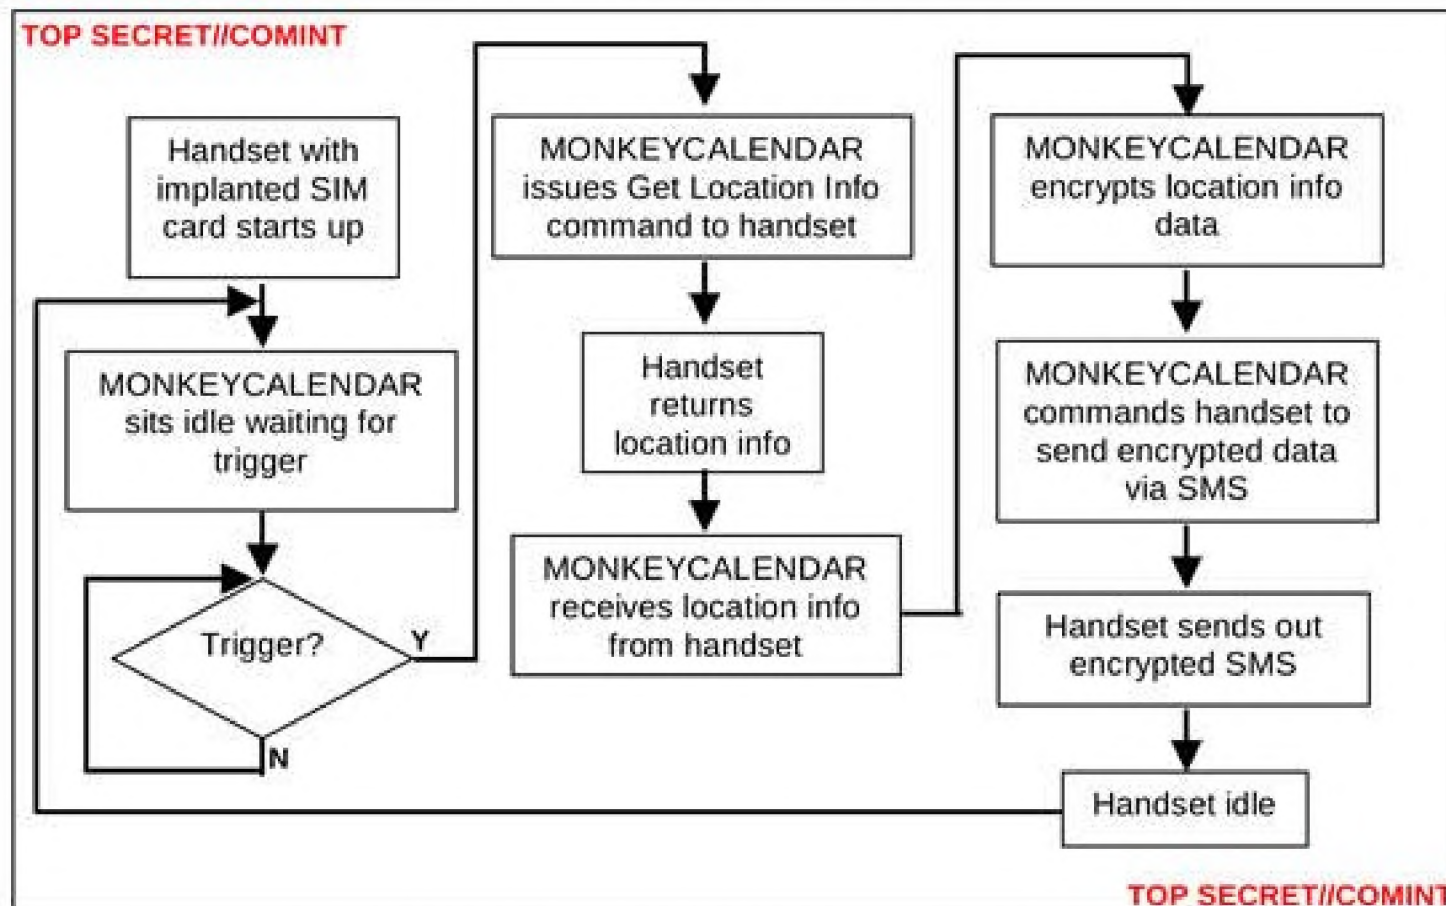 TOP SECRET//COMINT
Handset with
implanted SIM
card starts up
MONKEYCALENDAR
sits idle waiting for
trigger
Trigger?
Y
N
MONKEYCALENDAR
issues Get Location Info
command to handset
Handset
returns
location info
MONKEYCALENDAR
receives location info
from handset
MONKEYCALENDAR
encrypts location info
data
MONKEYCALENDAR
commands handset to
send encrypted data
via SMS
Handset sends out
encrypted SMS
Handset idle
TOP SECRET//COMINT